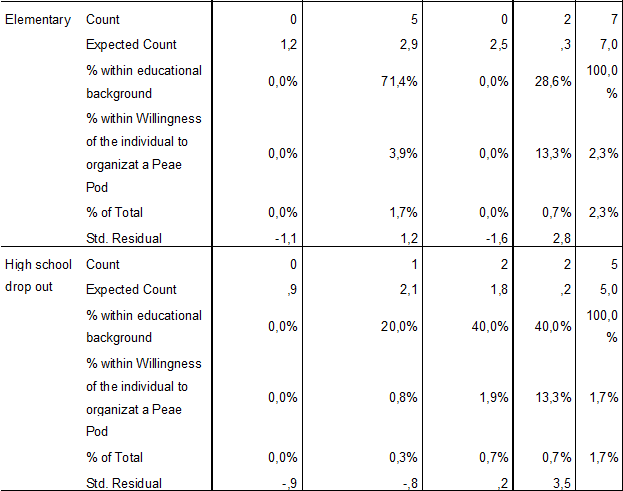 Elementary Count 0 5 0 2 7
Expected Count 1,2 2,9 2,5 ,3 7,0
% within educational background 0,0% 71,4% 0,0% 28,6% 100,0%
% within Willingness of the individual to organizat a Peae Pod 0,0% 3,9% 0,0% 13,3% 2,3%
% of Total 0,0% 1,7% 0,0% 0,7% 2,3%
Std. Residual -1,1 1,2 -1,6 2,8
High school drop out Count 0 1 2 2 5
Expected Count ,9 2,1 1,8 ,2 5,0
% within educational background 0,0% 20,0% 40,0% 40,0% 100,0%
% within Willingness of the individual to organizat a Peae Pod 0,0% 0,8% 1,9% 13,3% 1,7%
% of Total 0,0% 0,3% 0,7% 0,7% 1,7%
Std. Residual -,9 -,8 ,2 3,5